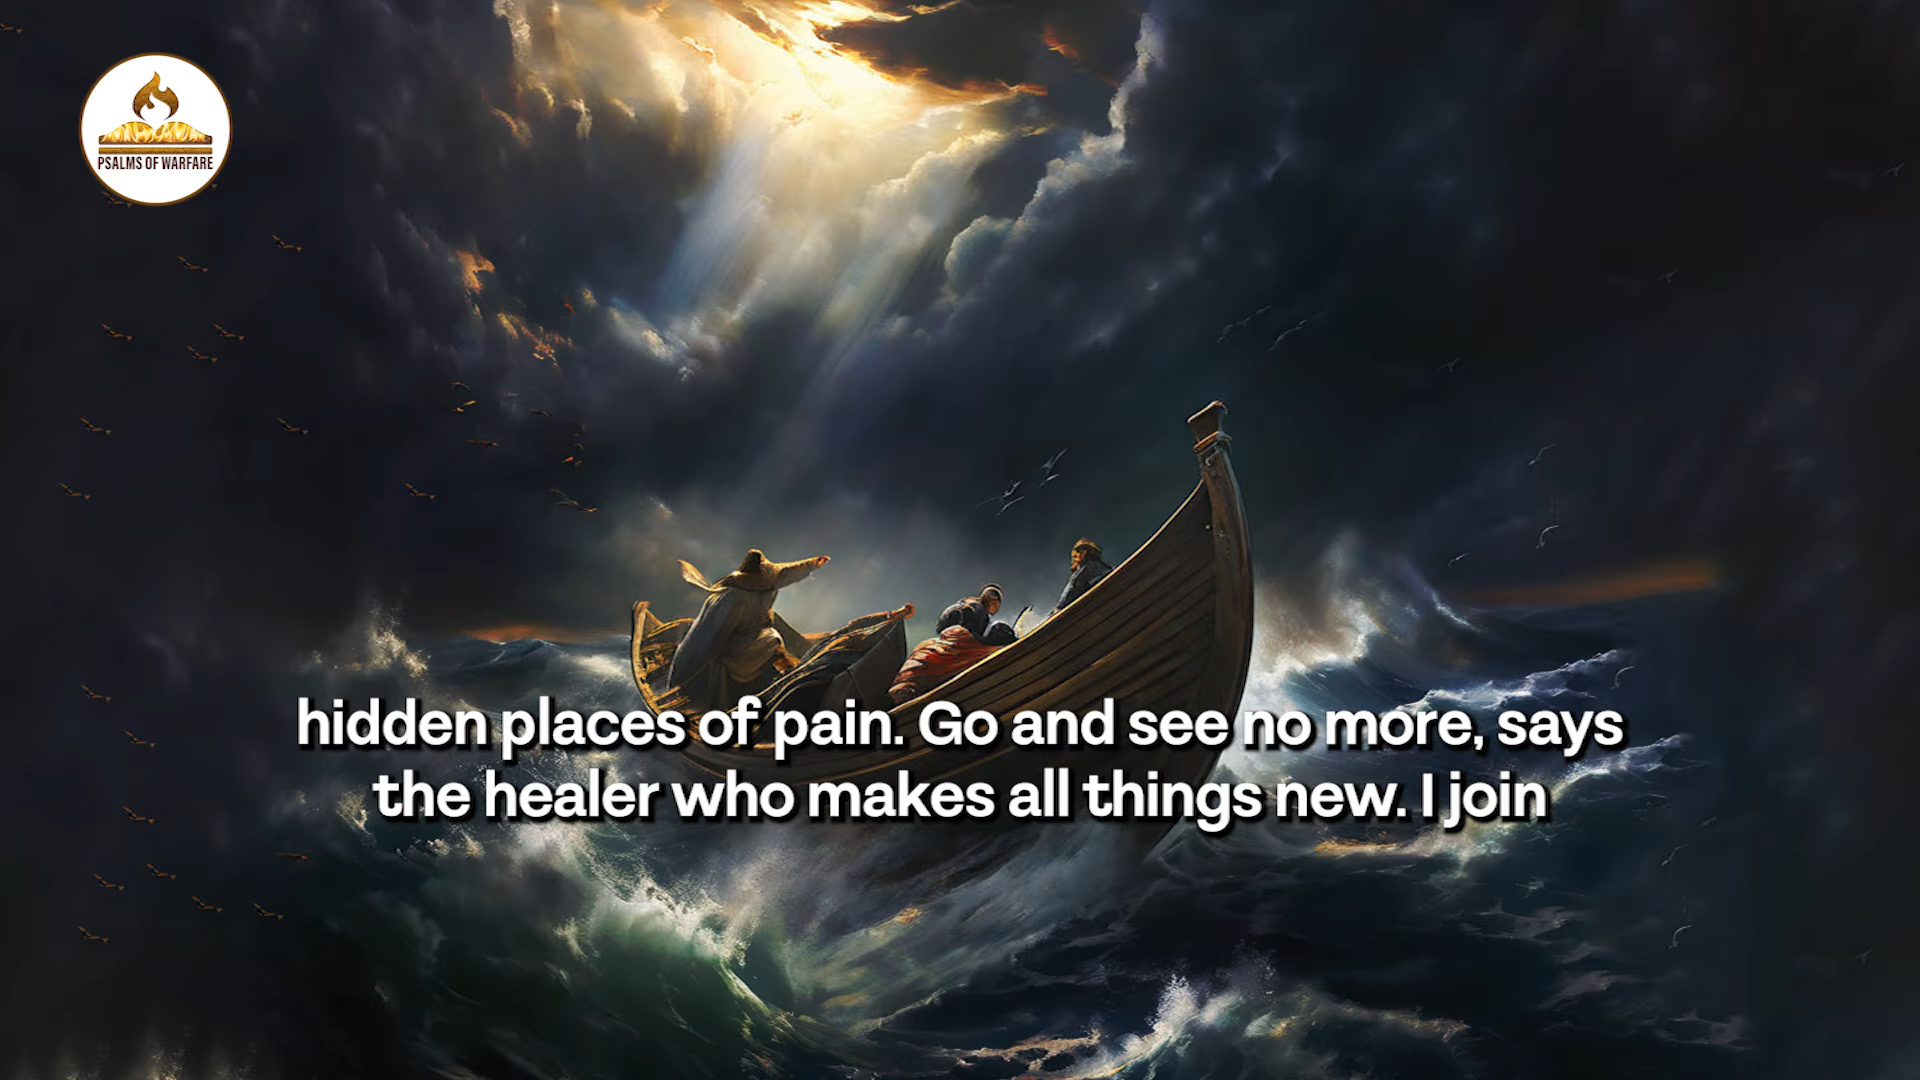 PSALMS OF WARFARE
hidden places of pain. Go and see no more, says
the healer who makes all things new. I join